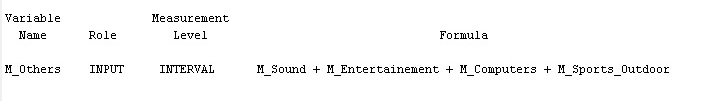 Variable Measurement
Name Role Level Formula
M_Others INPUT INTERVAL M_Sound + M_Entertainement + M_Computers + M_Sports_Outdoor